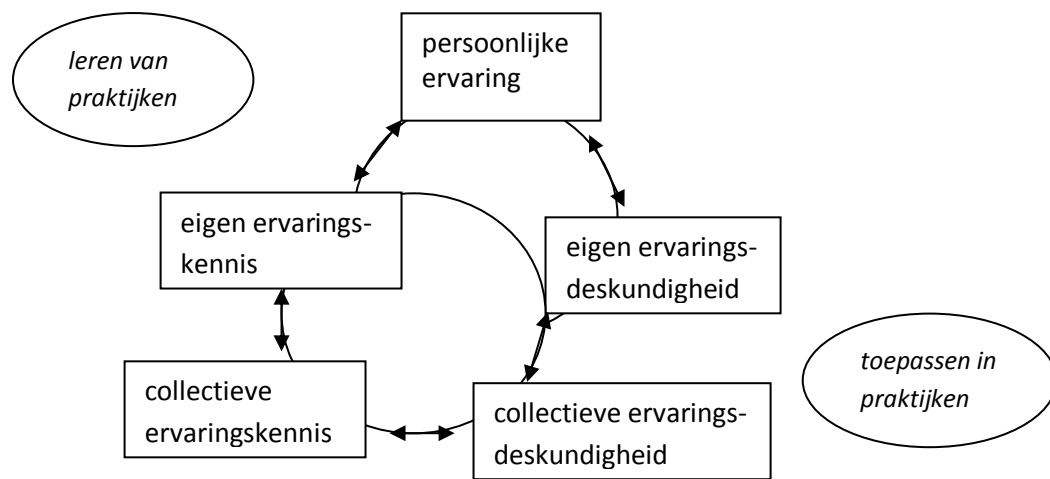 leren van
praktijken
persoonlijke
ervaring
eigen ervarings-
kennis
eigen ervarings-
deskundigheid
collectieve
ervaringskennis
collectieve ervarings-
deskundigheid
toepassen in
praktijken